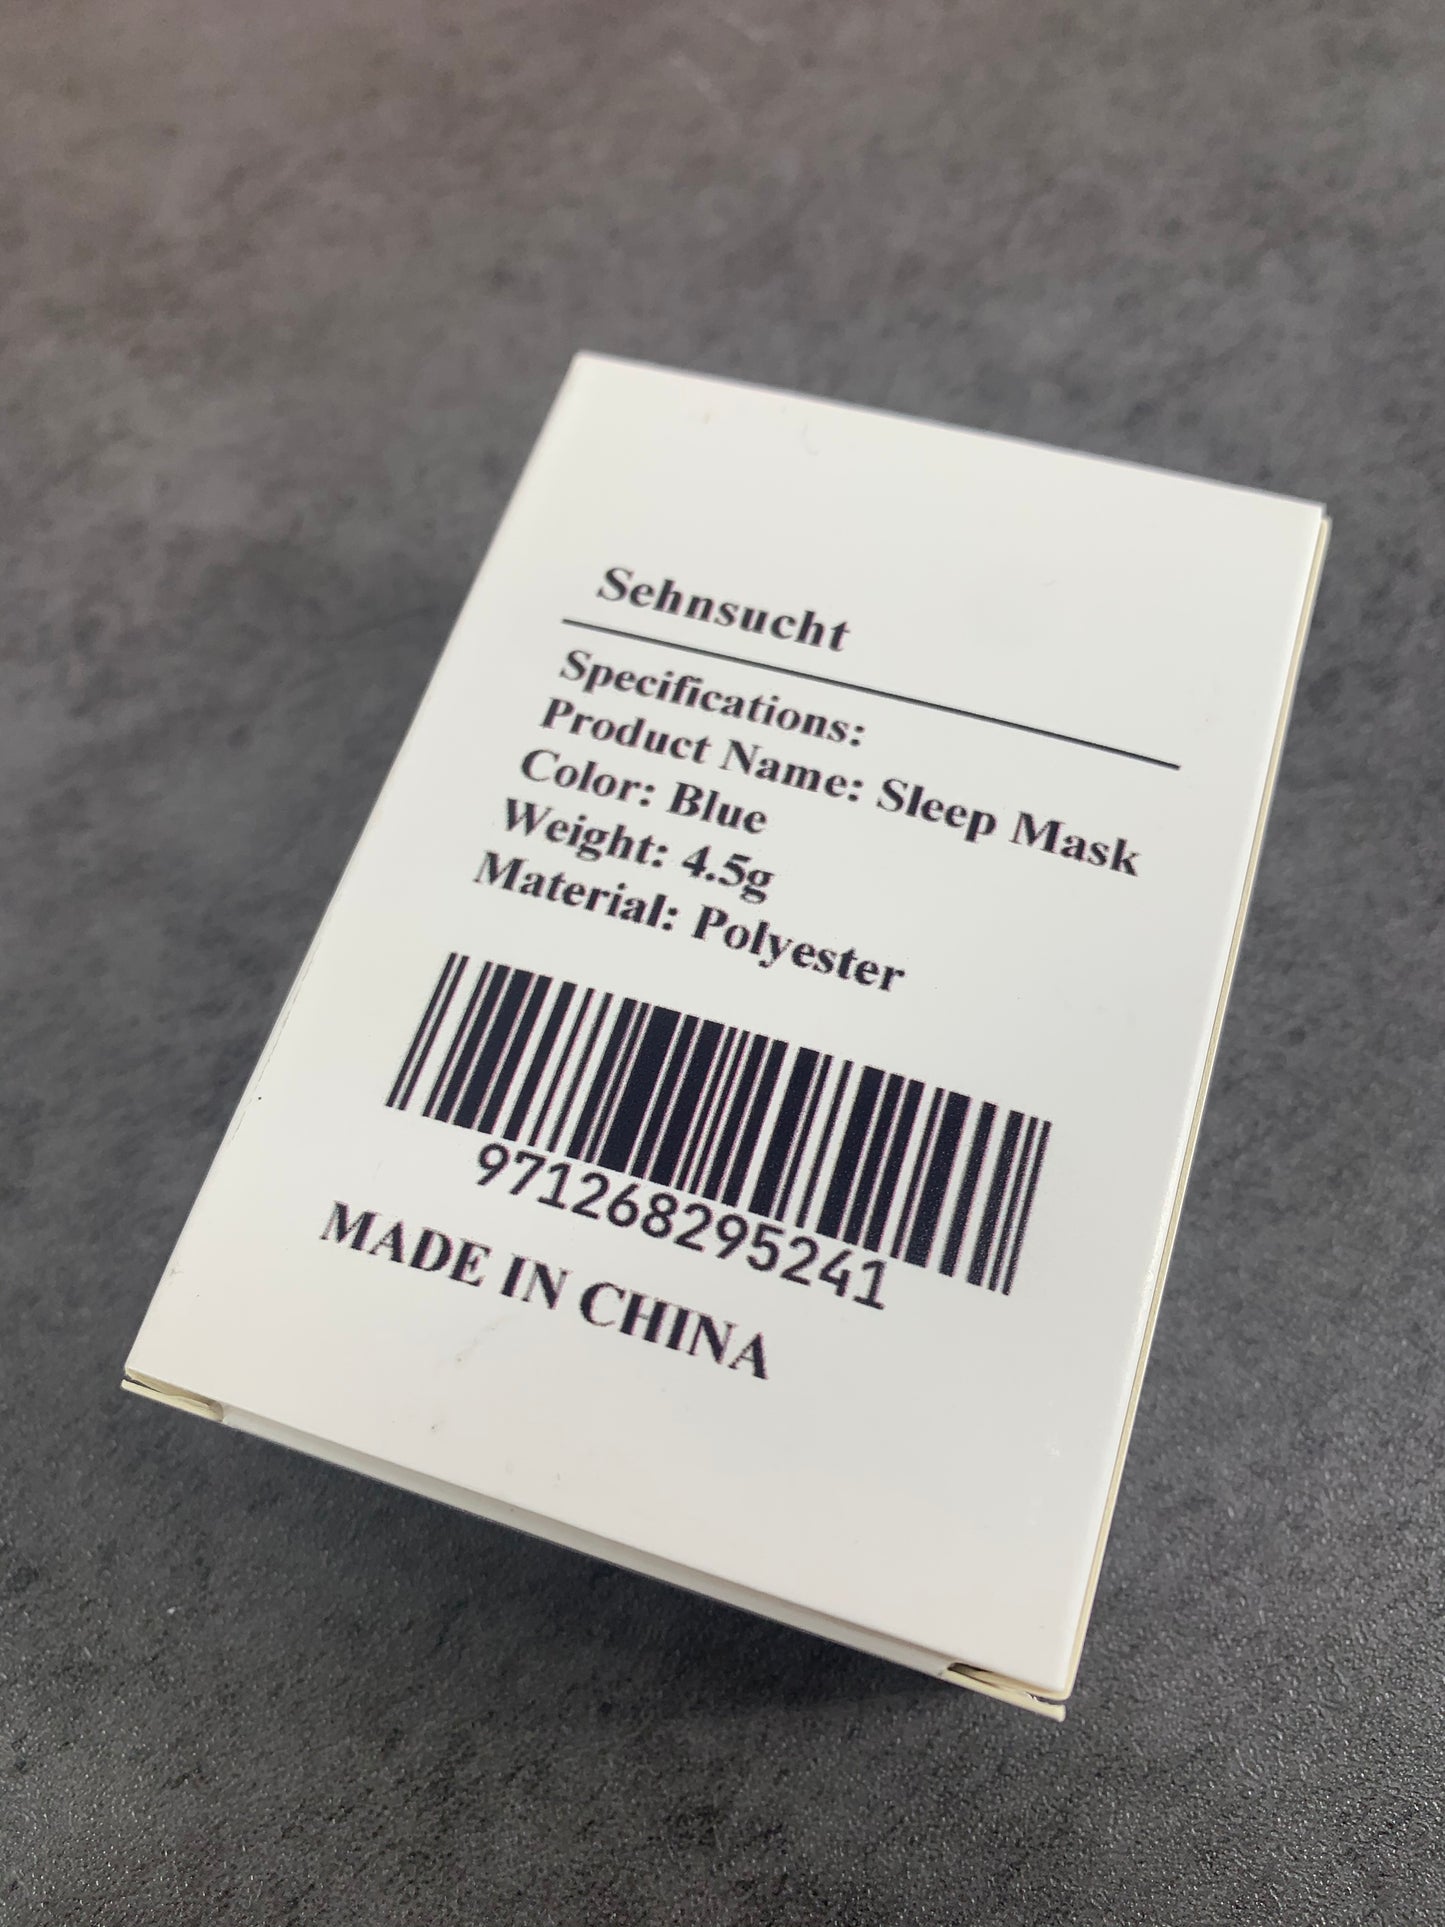 Sehnsucht
Specifications:
Product Name: Sleep Mask
Color: Blue
Weight: 4.5g
Material: Polyester
971268295241
MADE IN CHINA